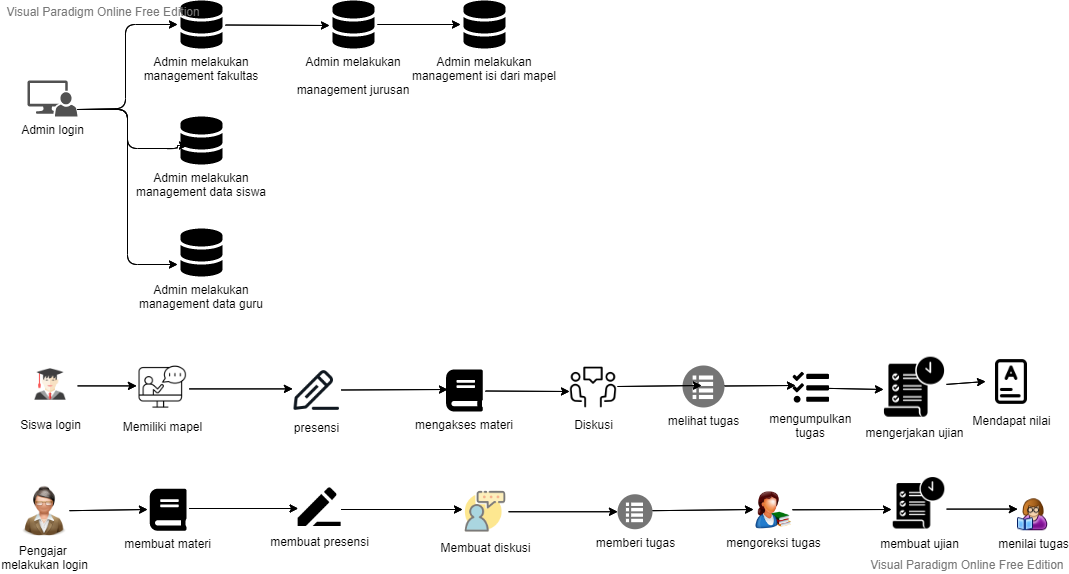 Visual Paradigm Online Free Edition
Admin melakukan
management fakultas
Admin melakukan
management jurusan
Admin melakukan
management isi dari mapel
Admin login
Admin melakukan
management data siswa
Admin melakukan
management data guru
Siswa login
Memiliki mapel
presensi
mengakses materi
Diskusi
melihat tugas
mengumpulkan
tugas
mengerjakan ujian
Mendapat nilai
A
Pengajar
melakukan login
membuat materi
membuat presensi
Membuat diskusi
memberi tugas
mengoreksi tugas
membuat ujian
menilai tugas
Visual Paradigm Online Free Edition